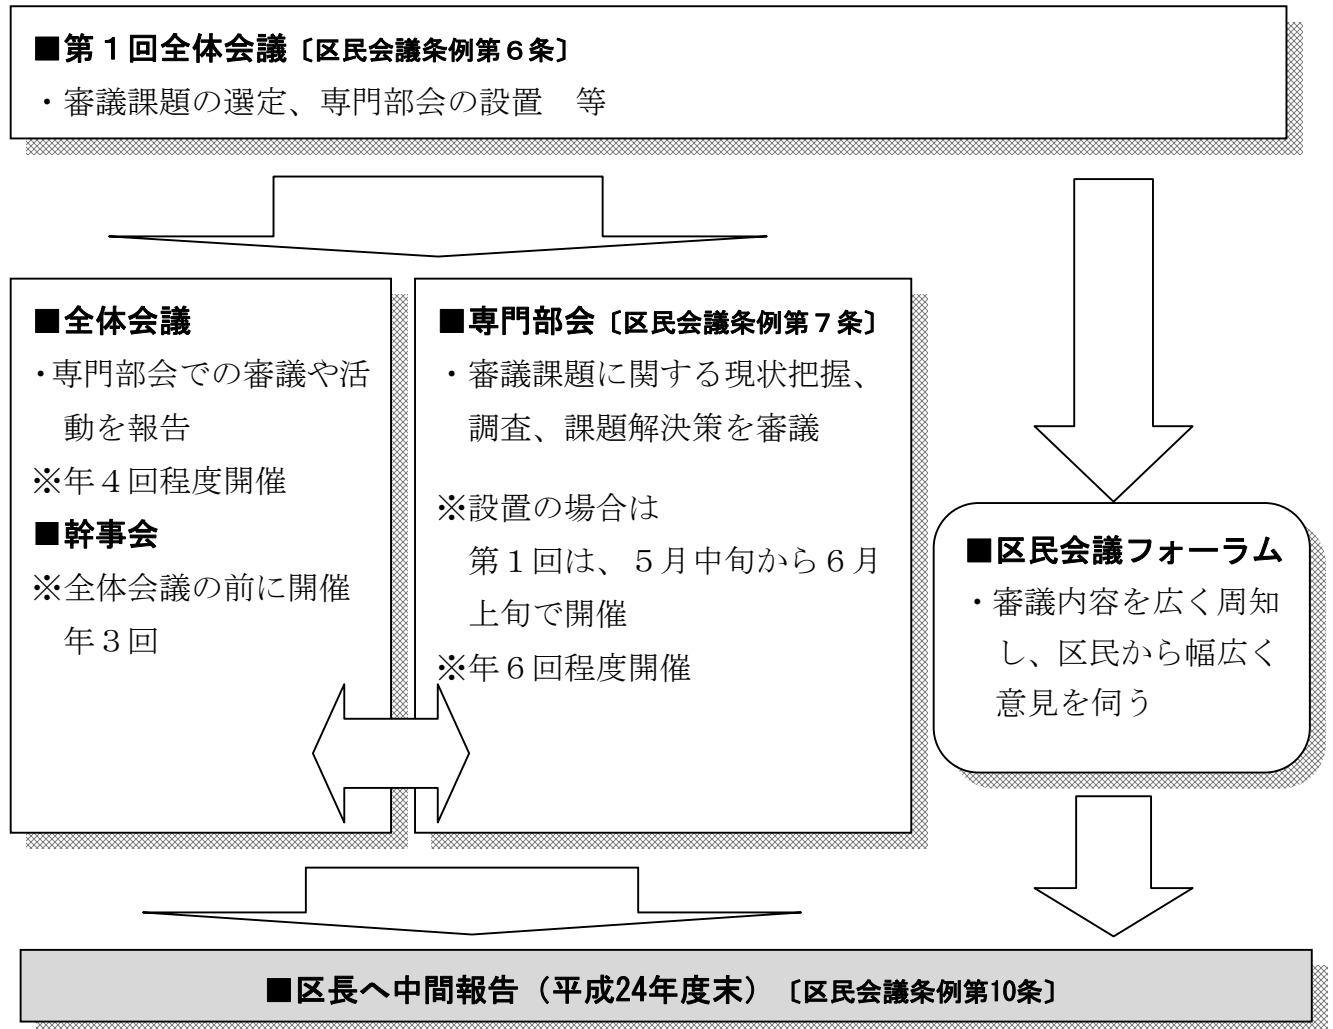 ■第１回全体会議〔区民会議条例第６条〕
・審議課題の選定、専門部会の設置　等
■全体会議
・専門部会での審議や活
動を報告
※年４回程度開催
■幹事会
※全体会議の前に開催
年３回
■専門部会〔区民会議条例第７条〕
・審議課題に関する現状把握、
調査、課題解決策を審議
※設置の場合は
第１回は、５月中旬から６月
上旬で開催
※年６回程度開催
■区民会議フォーラム
・審議内容を広く周知
し、区民から幅広く
意見を伺う
■区長へ中間報告（平成24年度末）〔区民会議条例第10条〕